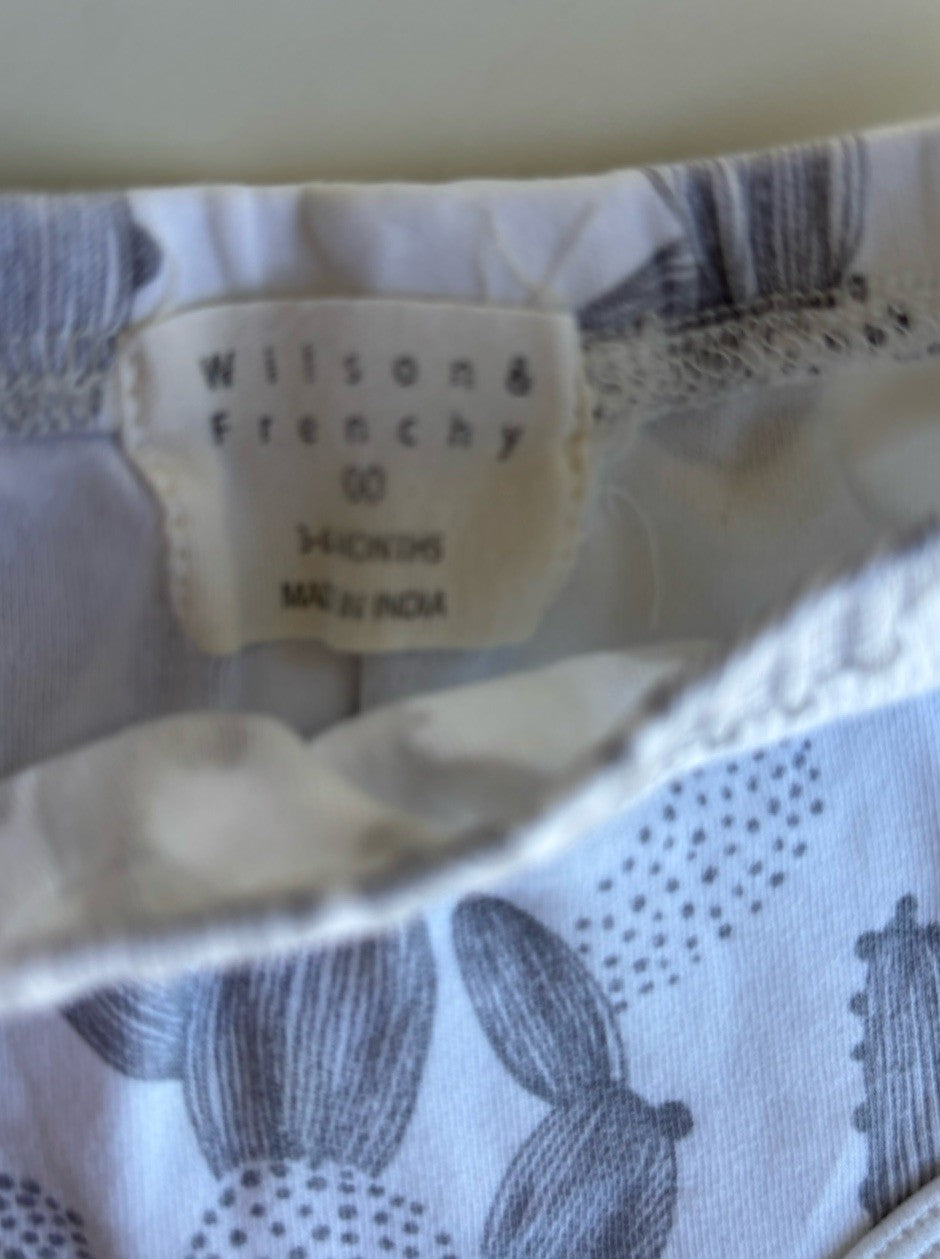 Wilson &
Frenchy
00
3-6 MONTHS
MADE IN INDIA